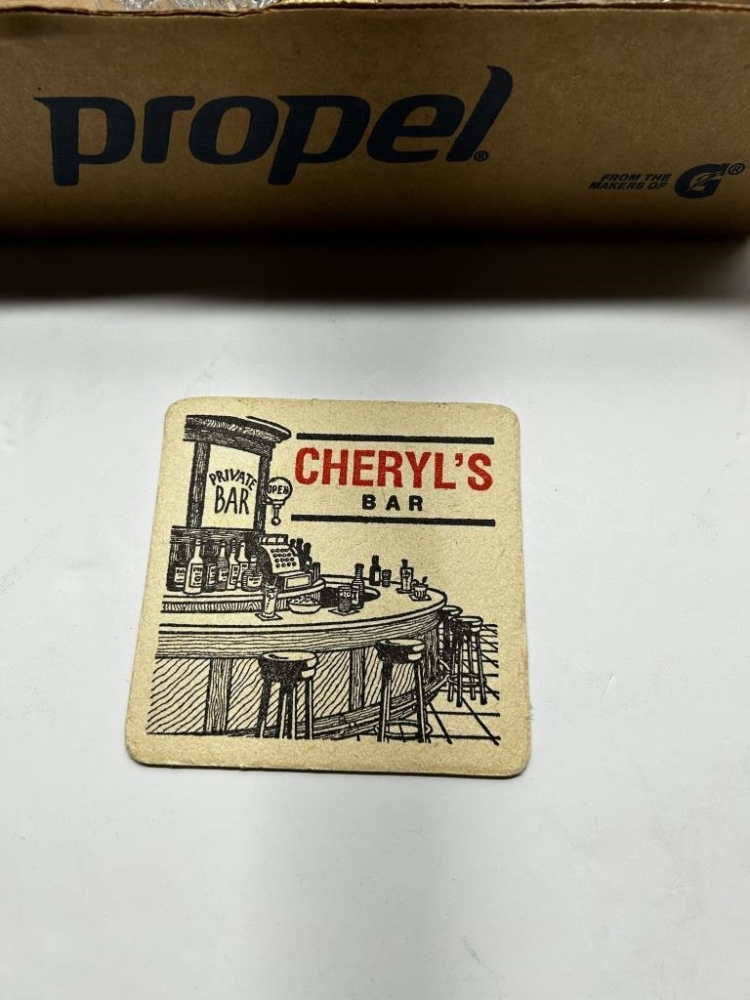 propel®
FROM THE
MAKERS OF G®
CHERYL'S
BAR
PRIVATE
BAR
OPEN